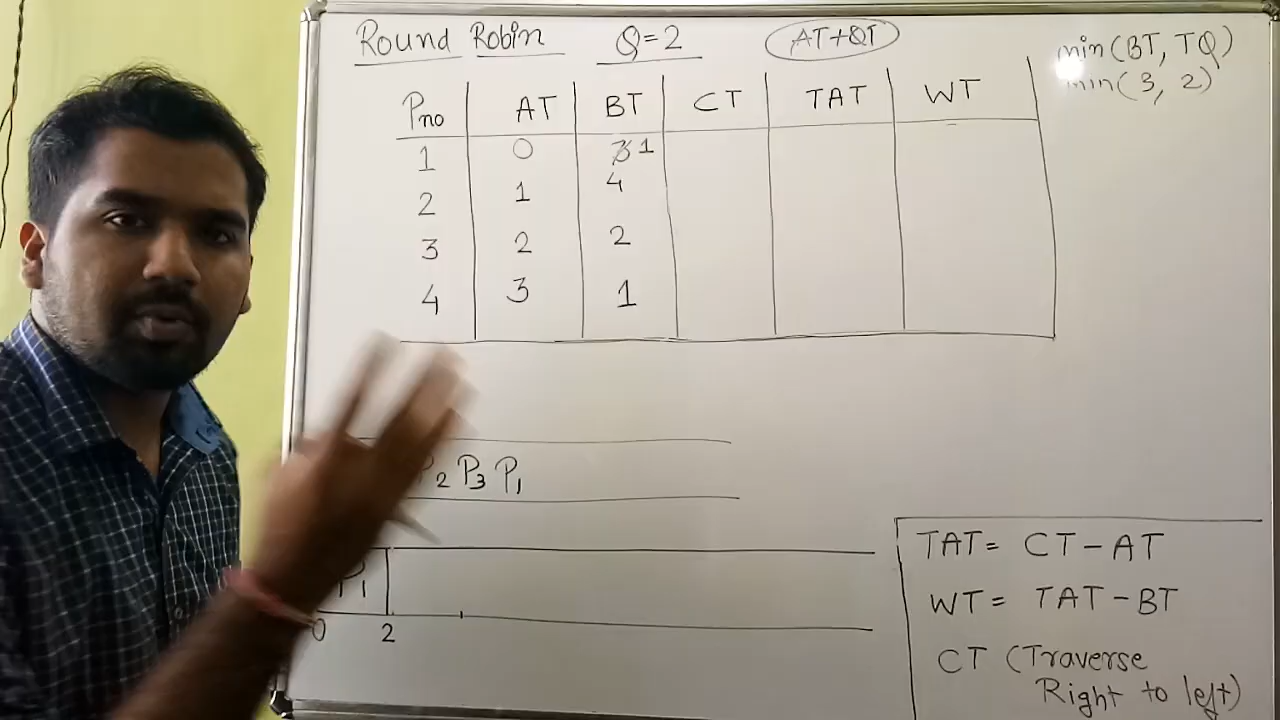 Round Robin Q=2 AT+QT min(BT, TQ)
min(3, 2)
Pno AT BT CT TAT WT
1 0 3 1
2 1 4
3 2 2
4 3 1
P2 P3 P1
P1
0 2
TAT= CT-AT
WT= TAT-BT
CT (Traverse
Right to left)